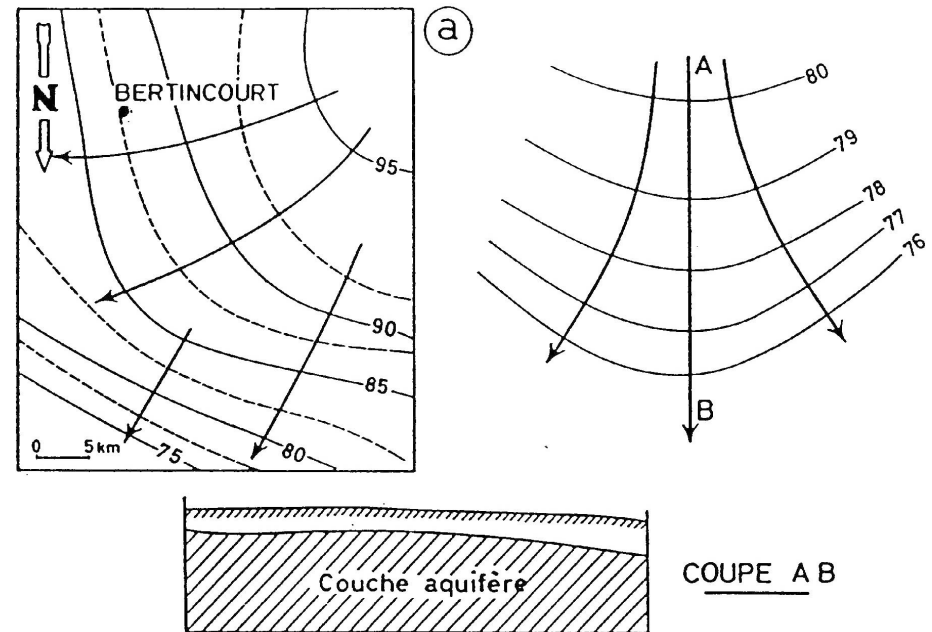 a
N
BERTINCOURT
95
90
85
80
75
0 5km
A
80
79
78
77
76
B
Couche aquifère
COUPE AB